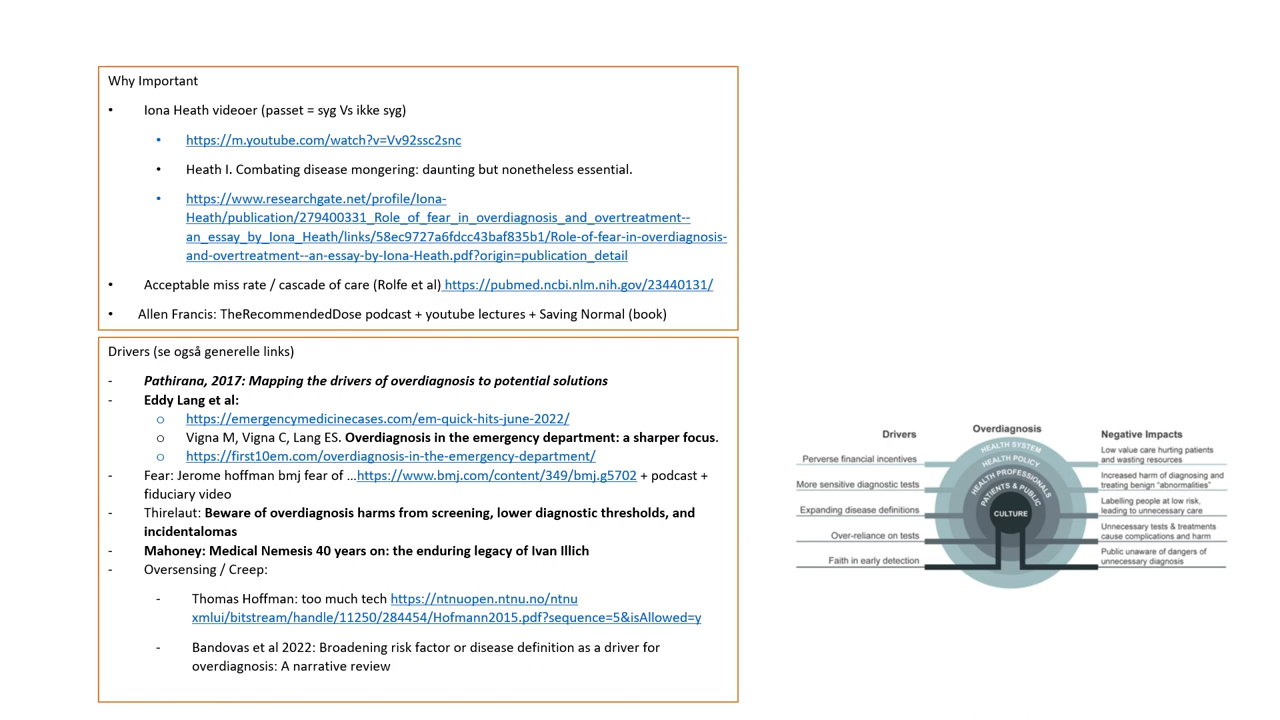 Why Important
• Iona Heath videoer (passet = syg Vs ikke syg)
• https://m.youtube.com/watch?v=Vv92ssc2snc
• Heath I. Combating disease mongering: daunting but nonetheless essential.
• https://www.researchgate.net/profile/Iona-
Heath/publication/279400331_Role_of_fear_in_overdiagnosis_and_overtreatment--
an_essay_by_Iona_Heath/links/58ec9727a6fdcc43baf835b1/Role-of-fear-in-overdiagnosis-
and-overtreatment--an-essay-by-Iona-Heath.pdf?origin=publication_detail
• Acceptable miss rate / cascade of care (Rolfe et al) https://pubmed.ncbi.nlm.nih.gov/23440131/
• Allen Francis: TheRecommendedDose podcast + youtube lectures + Saving Normal (book)
Drivers (se også generelle links)
- Pathirana, 2017: Mapping the drivers of overdiagnosis to potential solutions
- Eddy Lang et al:
o https://emergencymedicinecases.com/em-quick-hits-june-2022/
o Vigna M, Vigna C, Lang ES. Overdiagnosis in the emergency department: a sharper focus.
o https://first10em.com/overdiagnosis-in-the-emergency-department/
- Fear: Jerome hoffman bmj fear of ...https://www.bmj.com/content/349/bmj.g5702 + podcast +
fiduciary video
- Thirelaut: Beware of overdiagnosis harms from screening, lower diagnostic thresholds, and
incidentalomas
- Mahoney: Medical Nemesis 40 years on: the enduring legacy of Ivan Illich
- Oversensing / Creep:
- Thomas Hoffman: too much tech https://ntnuopen.ntnu.no/ntnu
xmlui/bitstream/handle/11250/284454/Hofmann2015.pdf?sequence=5&isAllowed=y
- Bandovas et al 2022: Broadening risk factor or disease definition as a driver for
overdiagnosis: A narrative review
Drivers
Perverse financial incentives
More sensitive diagnostic tests
Expanding disease definitions
Over-reliance on tests
Faith in early detection
Overdiagnosis
HEALTH SYSTEM
HEALTH POLICY
HEALTH PROFESSIONALS
PATIENTS & PUBLIC
CULTURE
Negative Impacts
Low value care hurting patients
and wasting resources
Increased harm of diagnosing and
treating benign "abnormalities"
Labelling people at low risk,
leading to unnecessary care
Unnecessary tests & treatments
cause complications and harm
Public unaware of dangers of
unnecessary diagnosis